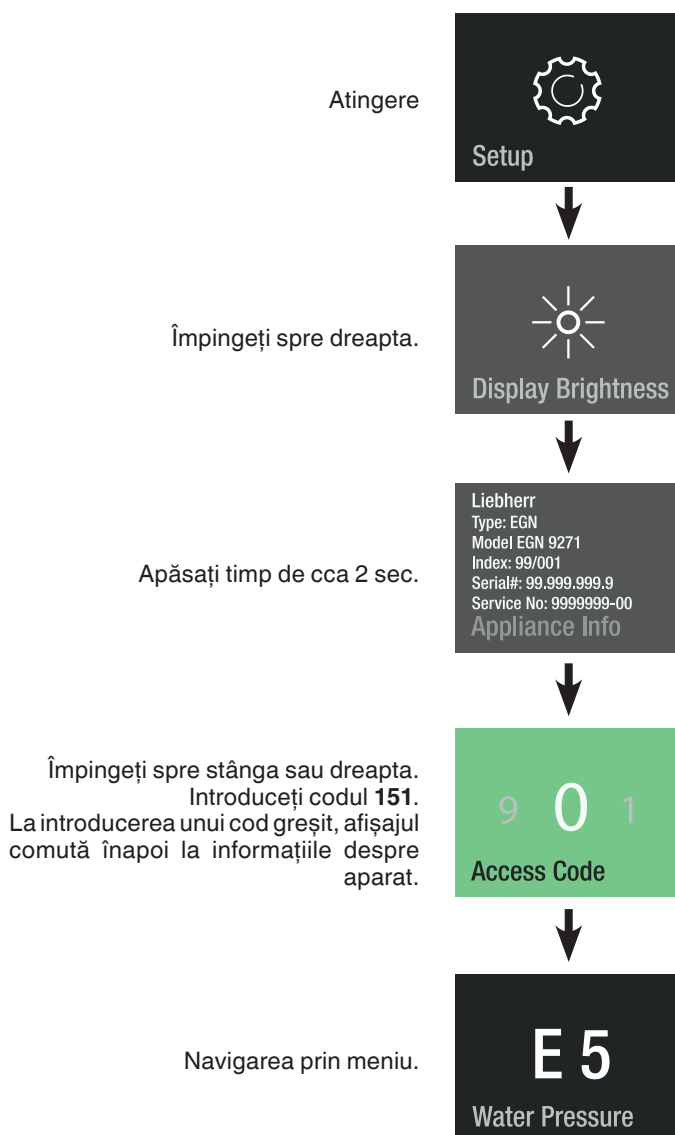 Atingere
Setup
Împingeți spre dreapta.
Display Brightness
Apăsați timp de cca 2 sec.
Liebherr
Type: EGN
Model EGN 9271
Index: 99/001
Serial#: 99.999.999.9
Service No: 9999999-00
Appliance Info
Împingeți spre stânga sau dreapta.
Introduceți codul 151.
La introducerea unui cod greșit, afișajul
comută înapoi la informațiile despre
aparat.
9 0 1
Access Code
Navigarea prin meniu.
E 5
Water Pressure